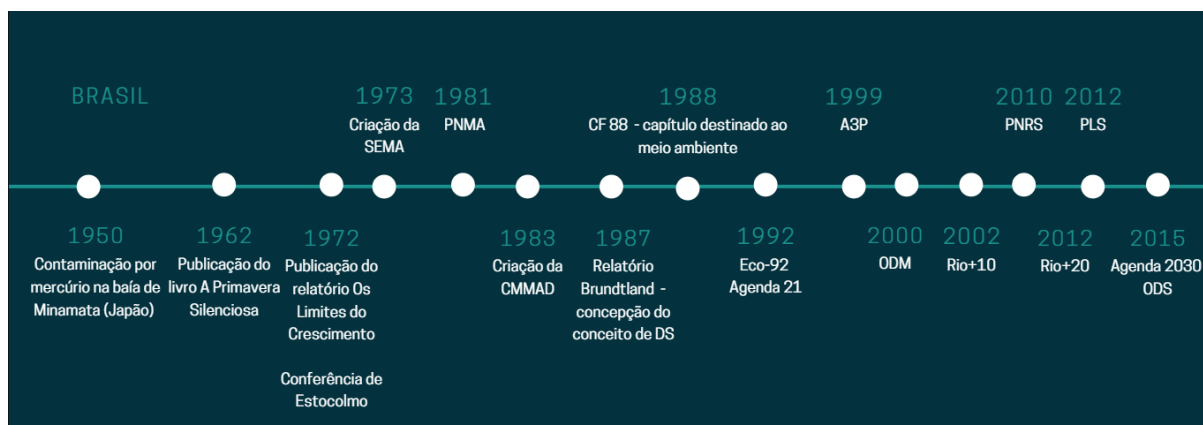 BRASIL
1973
Criação da
SEMA
1981
PNMA
1988
CF 88 - capítulo destinado ao
meio ambiente
1999
A3P
2010
PNRS
2012
PLS
1950
Contaminação por
mercúrio na baía de
Minamata (Japão)
1962
Publicação do
livro A Primavera
Silenciosa
1972
Publicação do
relatório Os
Limites do
Crescimento
Conferência de
Estocolmo
1983
Criação da
CMMAD
1987
Relatório
Brundtland -
concepção do
conceito de DS
1992
Eco-92
Agenda 21
2000
ODM
2002
Rio+10
2012
Rio+20
2015
Agenda 2030
ODS